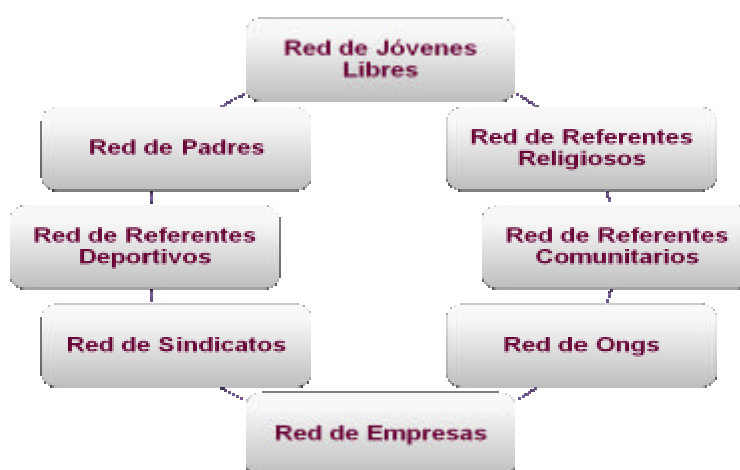 Red de Jóvenes
Libres
Red de Padres
Red de Referentes
Religiosos
Red de Referentes
Deportivos
Red de Referentes
Comunitarios
Red de Sindicatos
Red de Ongs
Red de Empresas